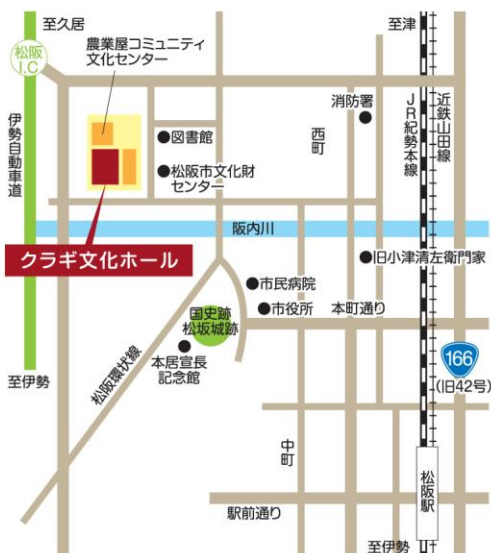 至久居
至津
松阪
I.C
農業屋コミュニティ
文化センター
消防署
近鉄山田線
JR紀勢本線
伊勢自動車道
図書館
西町
松阪市文化財
センター
阪内川
クラギ文化ホール
旧小津清左衛門家
市民病院
国史跡
松坂城跡
市役所
本町通り
本居宣長
記念館
166
(旧42号)
至伊勢
松阪環状線
中町
松阪駅
駅前通り
至伊勢